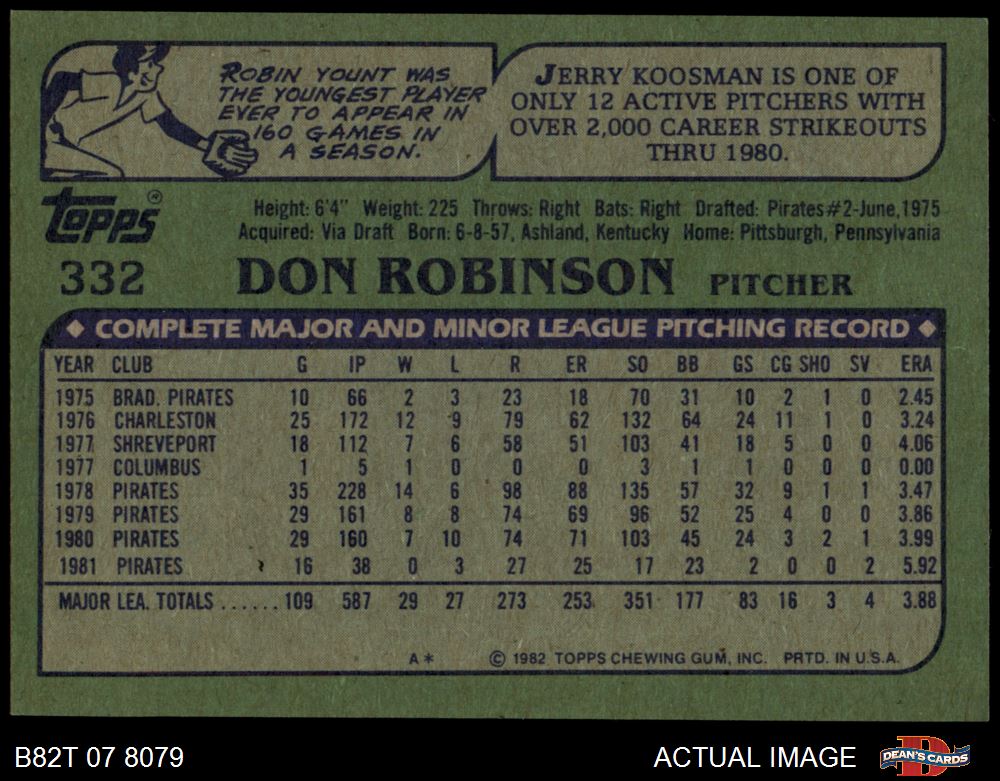 ROBIN YOUNT WAS
THE YOUNGEST PLAYER
EVER TO APPEAR IN
160 GAMES IN
A SEASON.
JERRY KOOSMAN IS ONE OF
ONLY 12 ACTIVE PITCHERS WITH
OVER 2,000 CAREER STRIKEOUTS
THRU 1980.
TOPPS®
Height: 6'4" Weight: 225 Throws: Right Bats: Right Drafted: Pirates #2-June, 1975
Acquired: Via Draft Born: 6-8-57, Ashland, Kentucky Home: Pittsburgh, Pennsylvania
332 DON ROBINSON PITCHER
◆ COMPLETE MAJOR AND MINOR LEAGUE PITCHING RECORD ◆
YEAR CLUB G IP W L R ER SO BB GS CG SHO SV ERA
1975 BRAD. PIRATES 10 66 2 3 23 18 70 31 10 2 1 0 2.45
1976 CHARLESTON 25 172 12 9 79 62 132 64 24 11 1 0 3.24
1977 SHREVEPORT 18 112 7 6 58 51 103 41 18 5 0 0 4.06
1977 COLUMBUS 1 5 1 0 0 0 3 1 1 0 0 0 0.00
1978 PIRATES 35 228 14 6 98 88 135 57 32 9 1 1 3.47
1979 PIRATES 29 161 8 8 74 69 96 52 25 4 0 0 3.86
1980 PIRATES 29 160 7 10 74 71 103 45 24 3 2 1 3.99
1981 PIRATES 16 38 0 3 27 25 17 23 2 0 0 2 5.92
MAJOR LEA. TOTALS ...... 109 587 29 27 273 253 351 177 83 16 3 4 3.88
A* © 1982 TOPPS CHEWING GUM, INC. PRTD. IN U.S.A.
B82T 07 8079 ACTUAL IMAGE DEAN'S CARDS